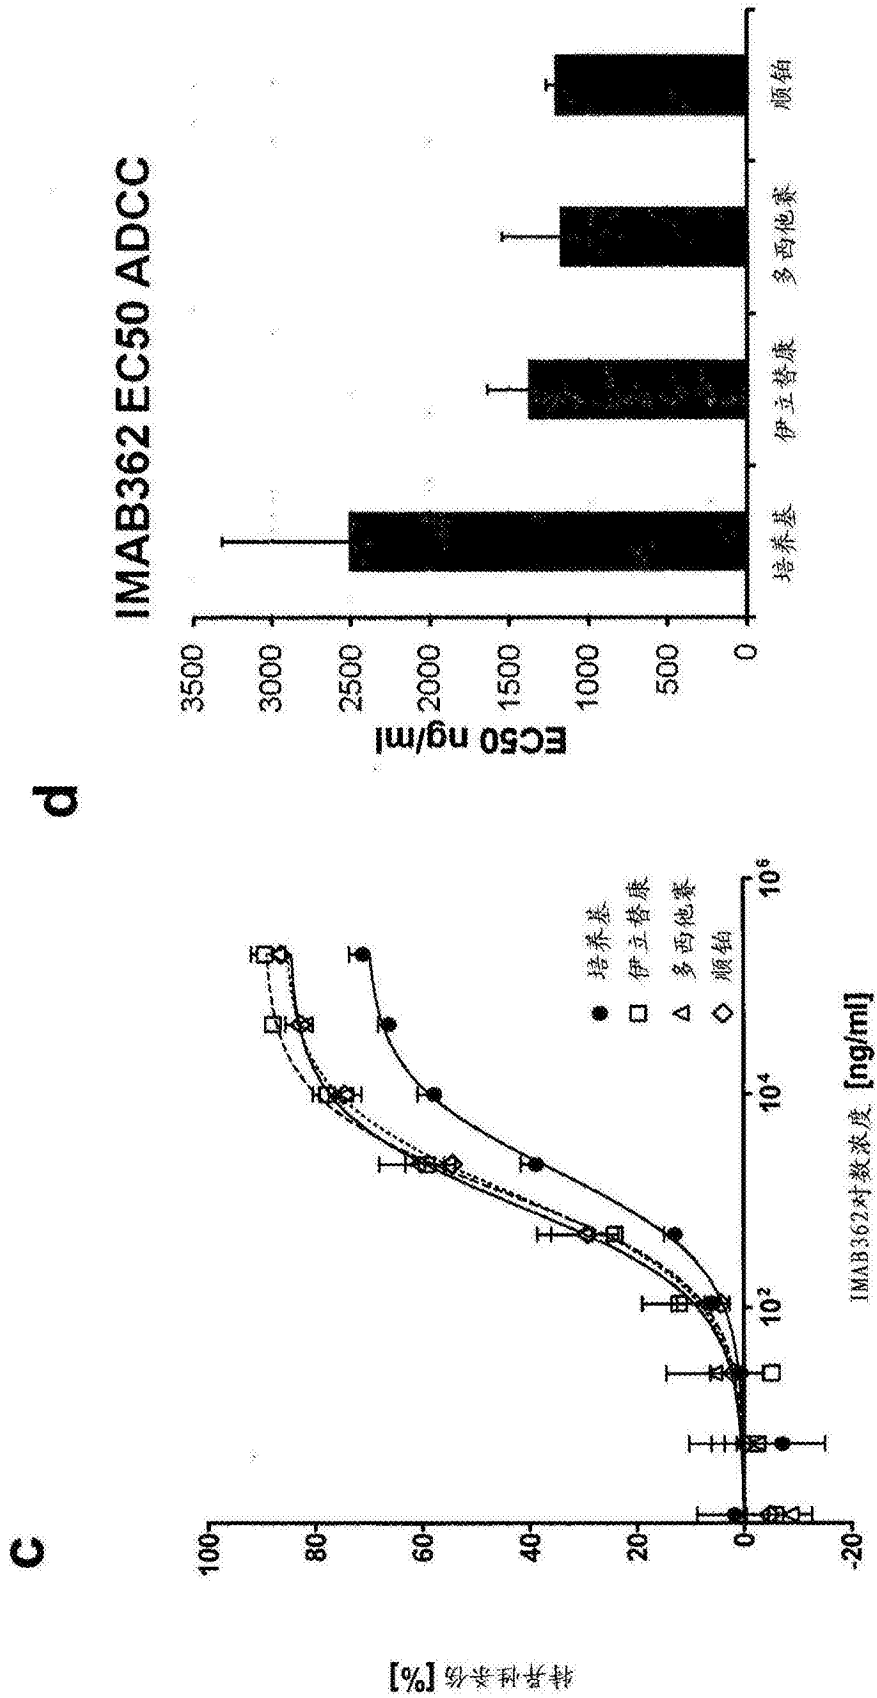 c
特异性杀伤 [%]
100
80
60
40
20
0
-20
10²
10⁴
10⁶
IMAB362对数浓度 [ng/ml]
培养基
伊立替康
多西他赛
顺铂
d
IMAB362 EC50 ADCC
EC50 ng/ml
3500
3000
2500
2000
1500
1000
500
0
培养基
伊立替康
多西他赛
顺铂